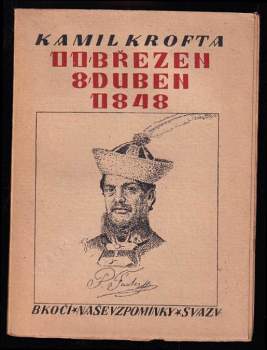 KAMIL KROFTA
11/BŘEZEN
8/DUBEN
1848
B KOČÍ * NAŠE VZPOMÍNKY * SVAZ V